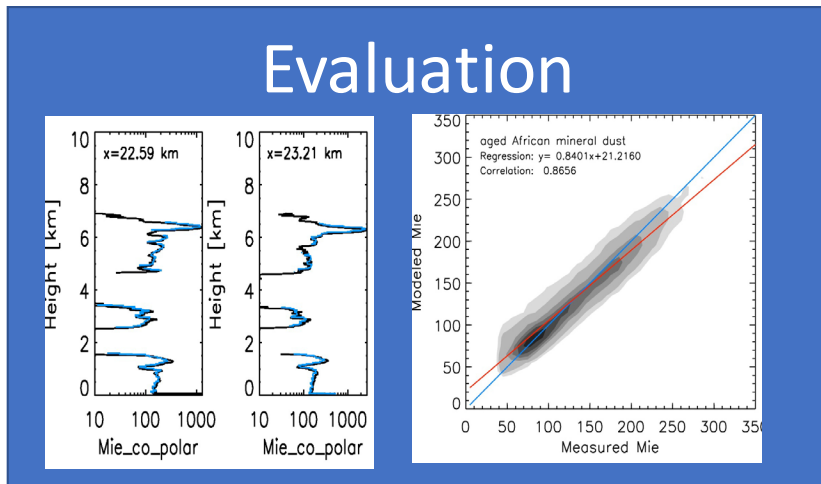 Evaluation
x=22.59 km
Height [km]
10
8
6
4
2
0
10 100 1000
Mie_co_polar
x=23.21 km
Height [km]
10
8
6
4
2
0
10 100 1000
Mie_co_polar
aged African mineral dust
Regression: y= 0.8401x+21.2160
Correlation: 0.8656
Modeled Mie
350
300
250
200
150
100
50
0
0 50 100 150 200 250 300 350
Measured Mie